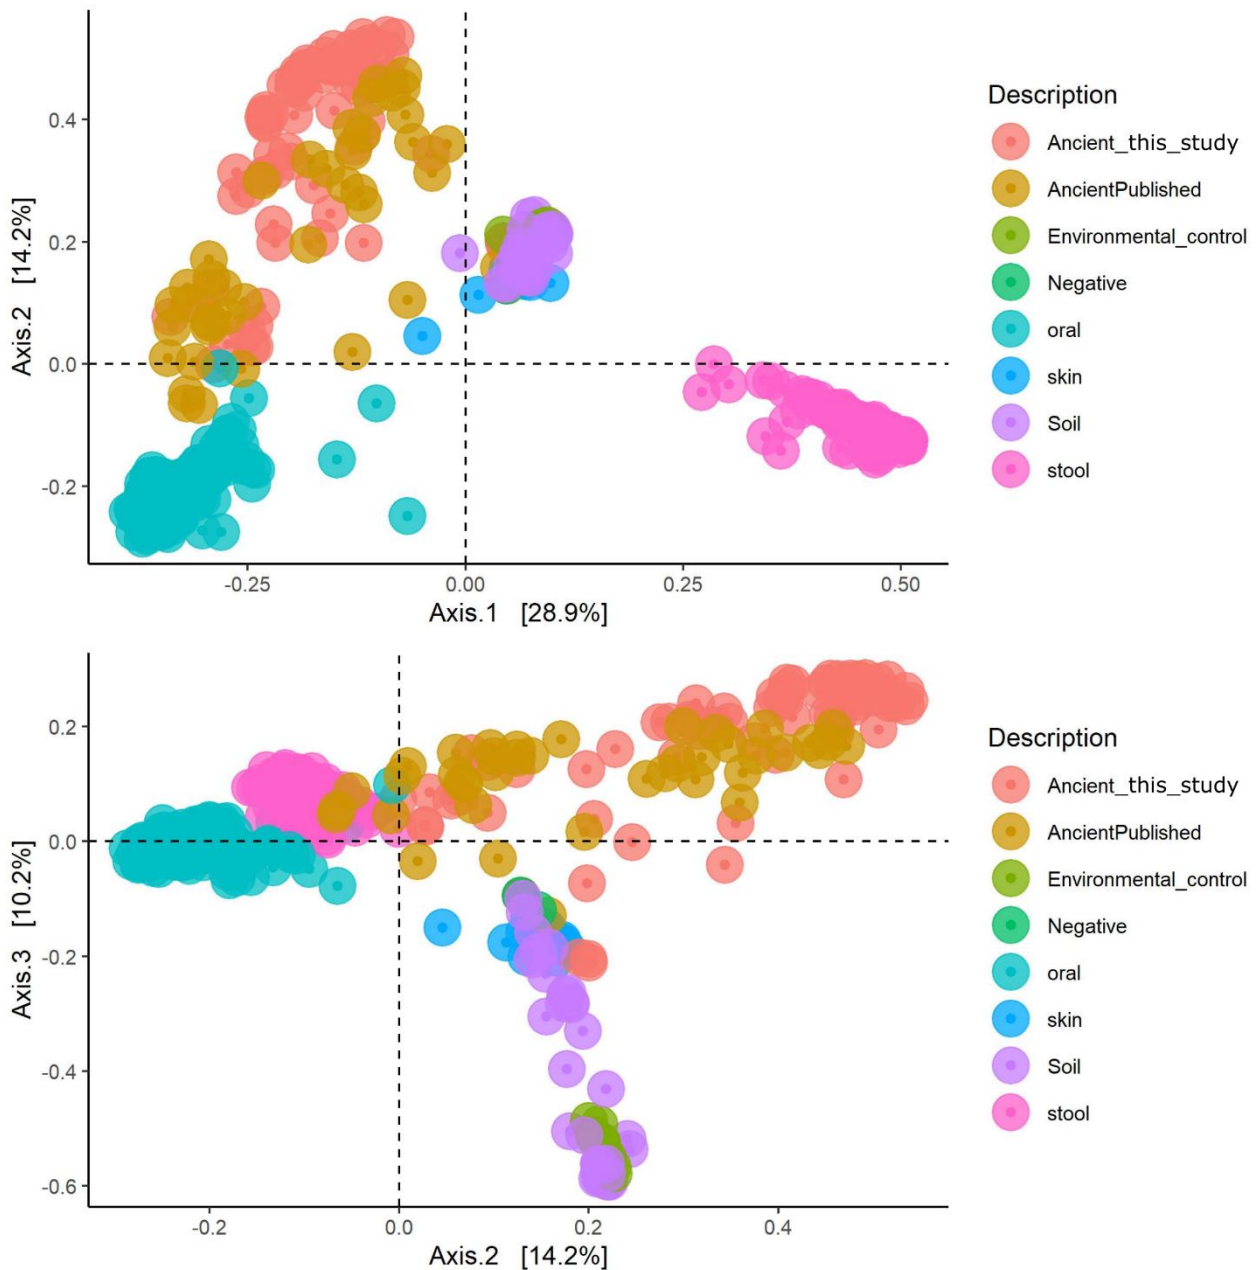 Axis.2 [14.2%]
0.4
0.2
0.0
-0.2
-0.25
0.00
0.25
0.50
Axis.1 [28.9%]
Description
Ancient_this_study
AncientPublished
Environmental_control
Negative
oral
skin
Soil
stool
Axis.3 [10.2%]
0.2
0.0
-0.2
-0.4
-0.6
-0.2
0.0
0.2
0.4
Axis.2 [14.2%]
Description
Ancient_this_study
AncientPublished
Environmental_control
Negative
oral
skin
Soil
stool